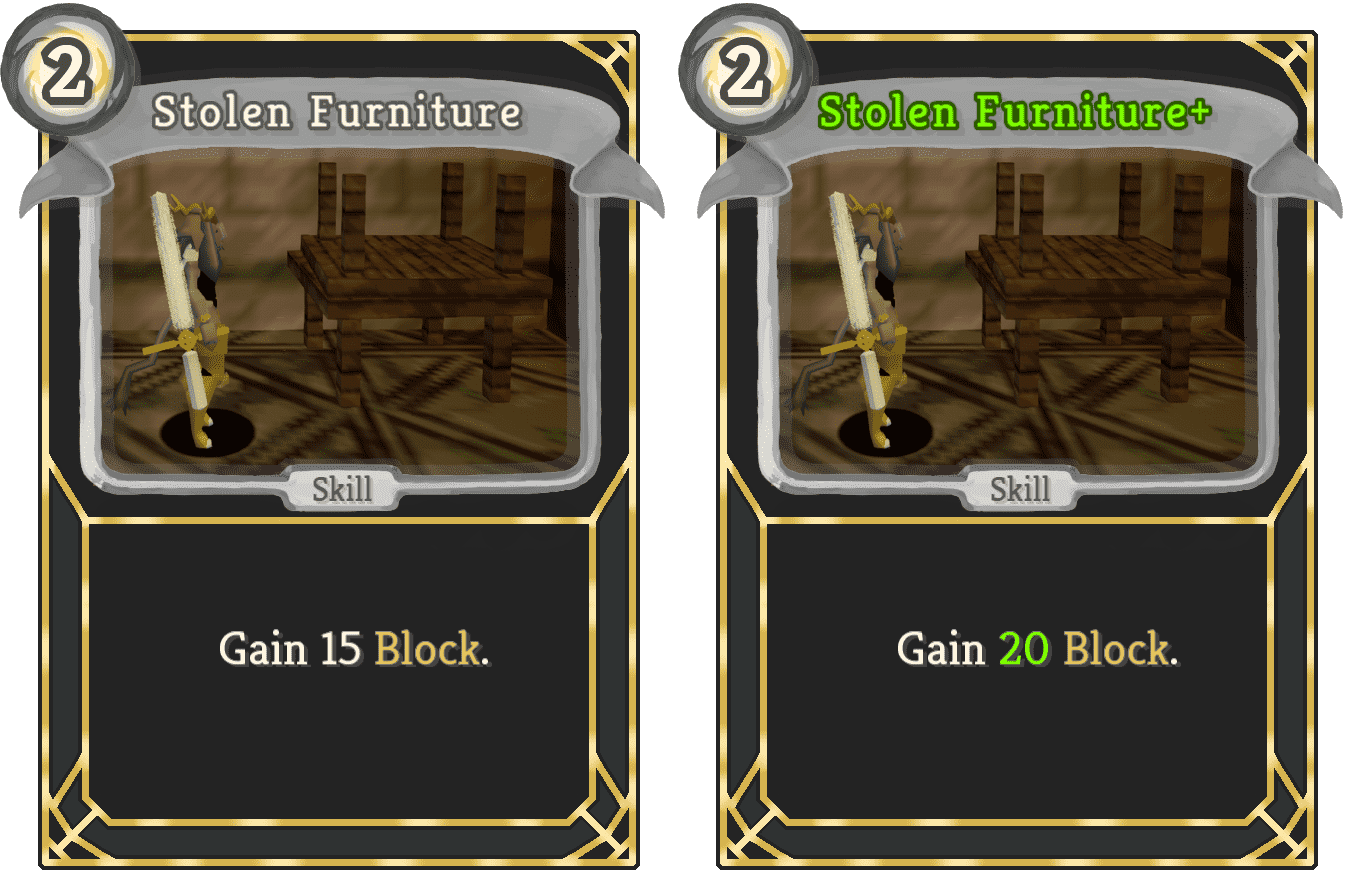 2
Stolen Furniture
Skill
Gain 15 Block.
2
Stolen Furniture+
Skill
Gain 20 Block.